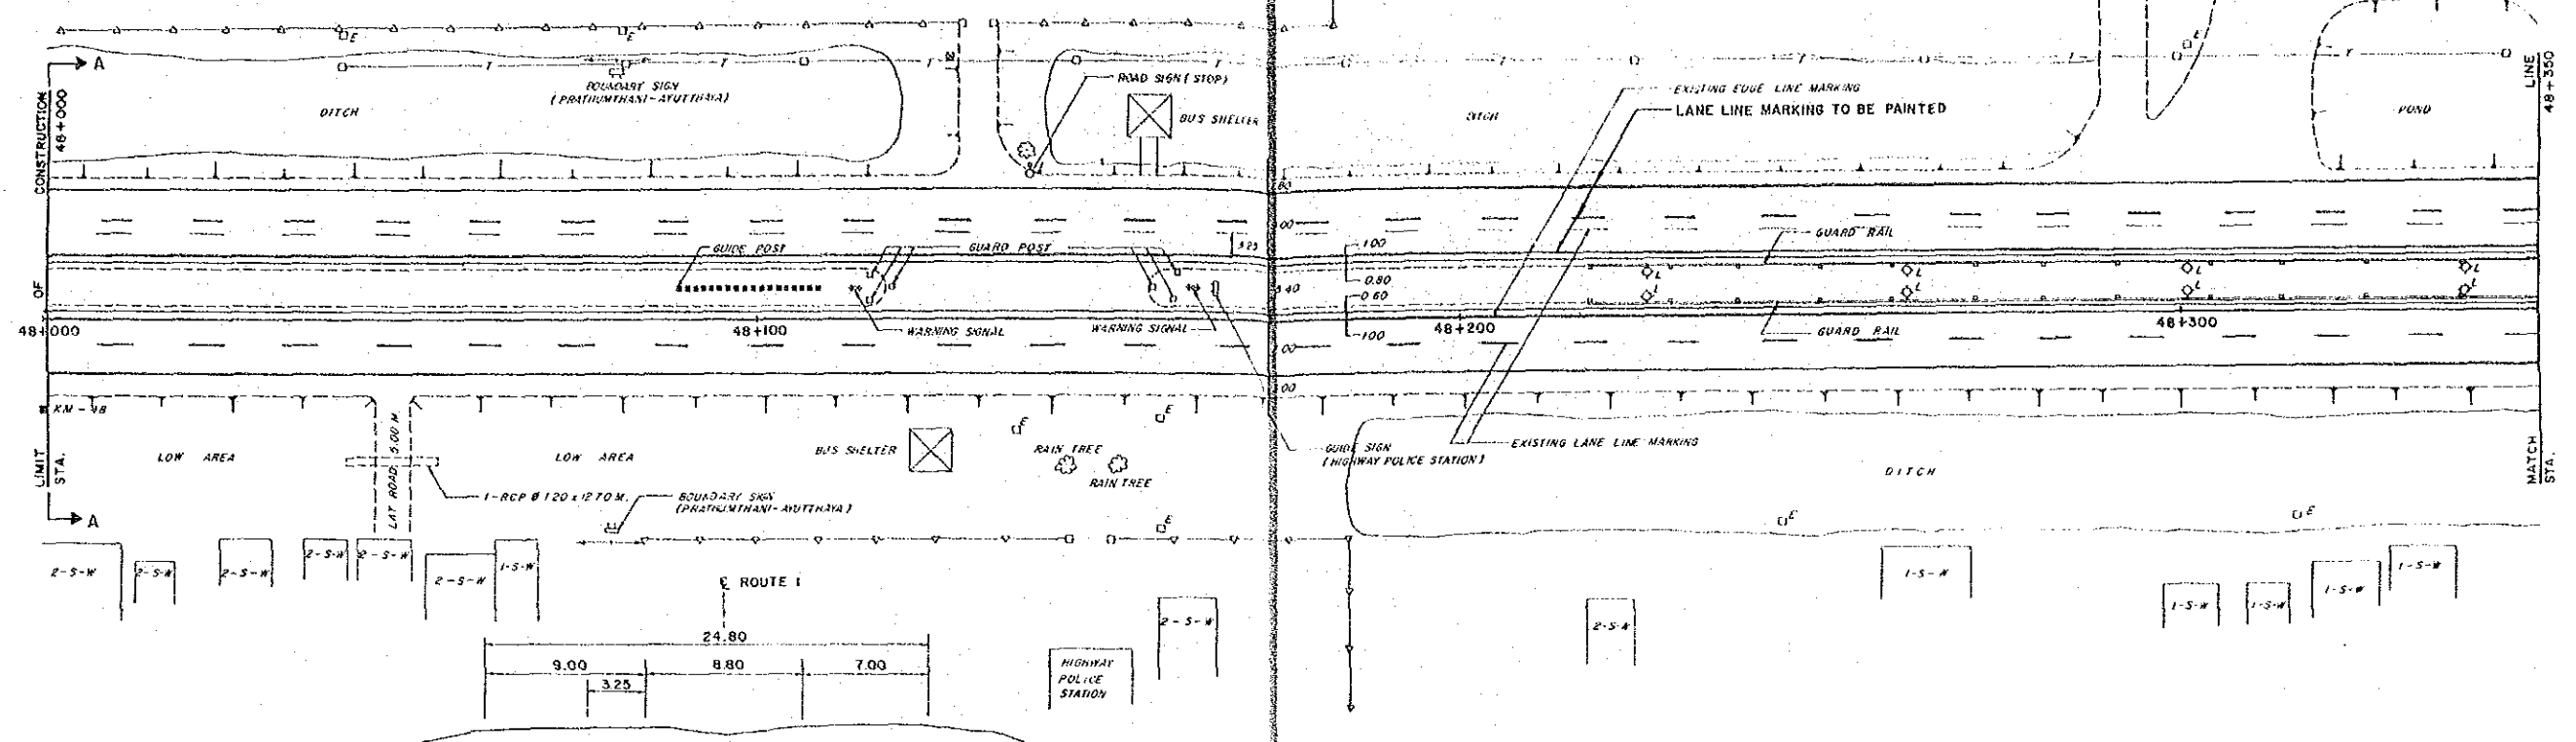 E
E
A
T
T
T
BOUNDARY SIGN
(PRATHUMTHANI-AYUTTHAYA)
DITCH
ROAD SIGN (STOP)
BUS SHELTER
DITCH
EXISTING EDGE LINE MARKING
LANE LINE MARKING TO BE PAINTED
E
T
T
POND
LINE
48+350
CONSTRUCTION
48+000
OF
LIMIT
STA.
GUIDE POST
GUARD POST
3.25
1.00
0.80
0.60
1.00
GUARD RAIL
L
L
L
L
L
L
L
L
48+000
48+100
WARNING SIGNAL
WARNING SIGNAL
48+200
GUARD RAIL
48+300
KM-48
LOW AREA
LAT ROAD 5.00 M.
LOW AREA
BUS SHELTER
E
E
RAIN TREE
RAIN TREE
GUIDE SIGN
(HIGHWAY POLICE STATION)
EXISTING LANE LINE MARKING
DITCH
MATCH
STA.
1-RCP Ø 1.20 x 12.70 M.
BOUNDARY SIGN
(PRATHUMTHANI-AYUTTHAYA)
A
E
E
E
2-S-W
2-S-W
2-S-W
2-S-W
2-S-W
2-S-W
1-S-W
℄ ROUTE 1
24.80
9.00
8.80
7.00
3.25
HIGHWAY
POLICE
STATION
2-S-W
2-S-W
1-S-W
1-S-W
1-S-W
1-S-W
1-S-W